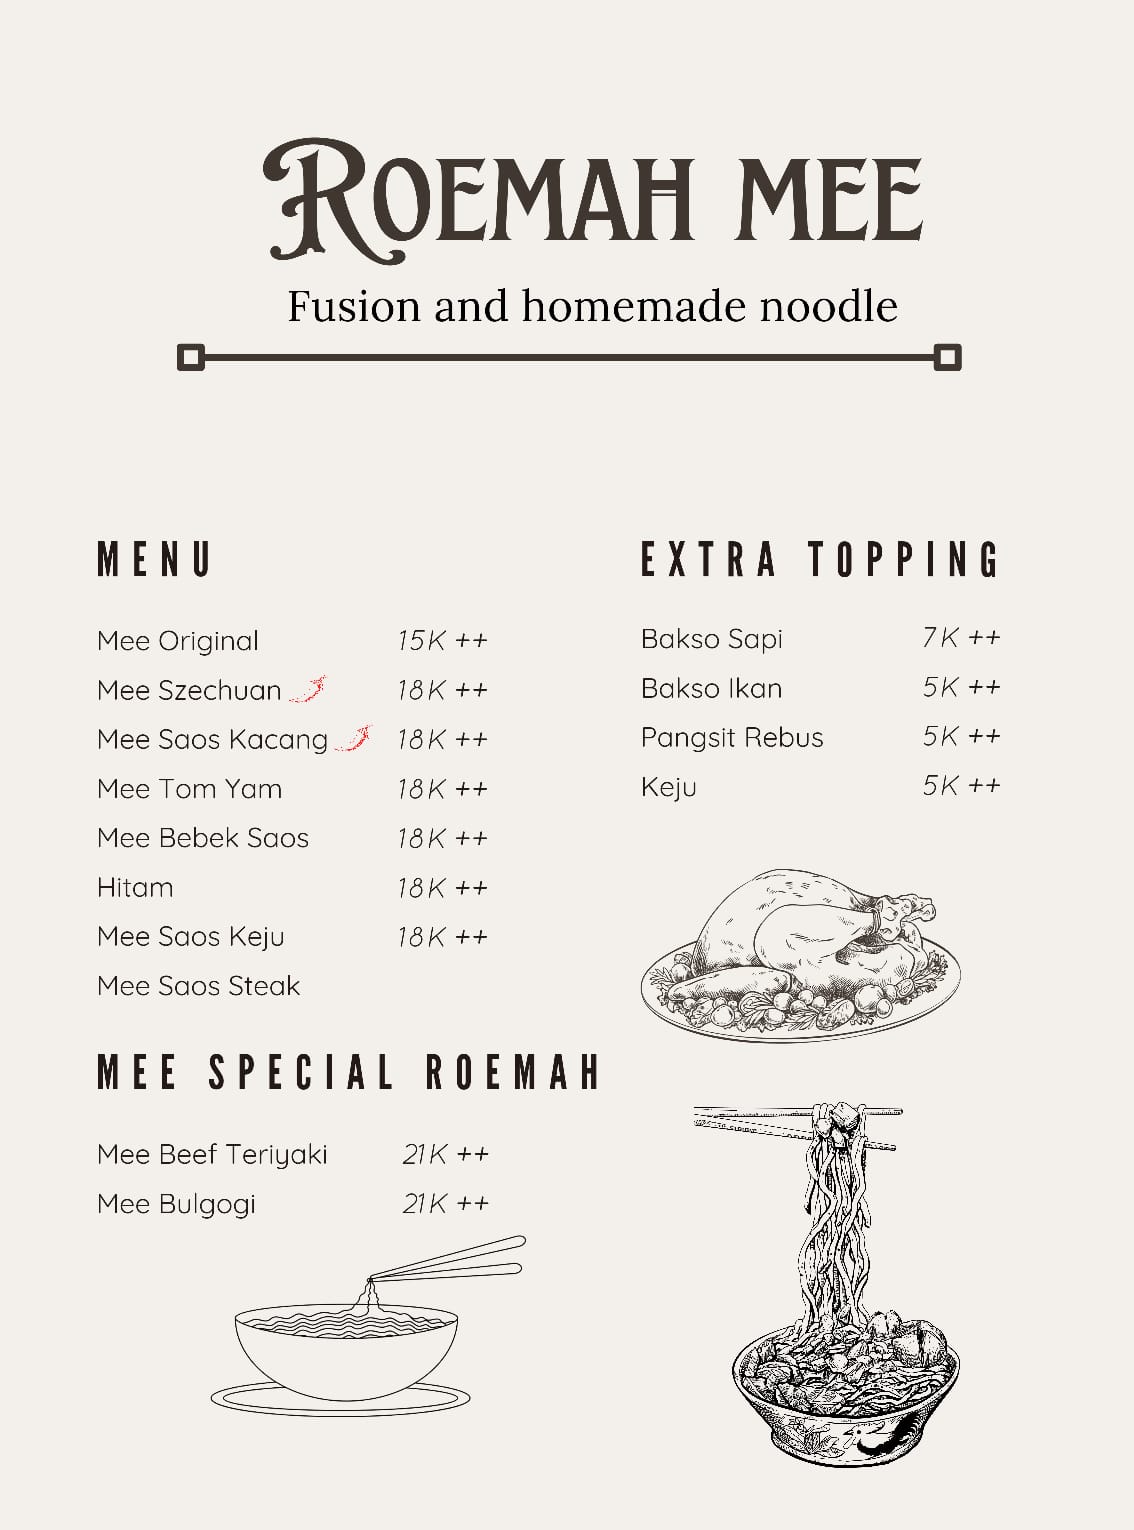 ROEMAH MEE
Fusion and homemade noodle
MENU
Mee Original 15K ++
Mee Szechuan 18K ++
Mee Saos Kacang 18K ++
Mee Tom Yam 18K ++
Mee Bebek Saos 18K ++
Hitam 18K ++
Mee Saos Keju 18K ++
Mee Saos Steak
MEE SPECIAL ROEMAH
Mee Beef Teriyaki 21K ++
Mee Bulgogi 21K ++
EXTRA TOPPING
Bakso Sapi 7K ++
Bakso Ikan 5K ++
Pangsit Rebus 5K ++
Keju 5K ++